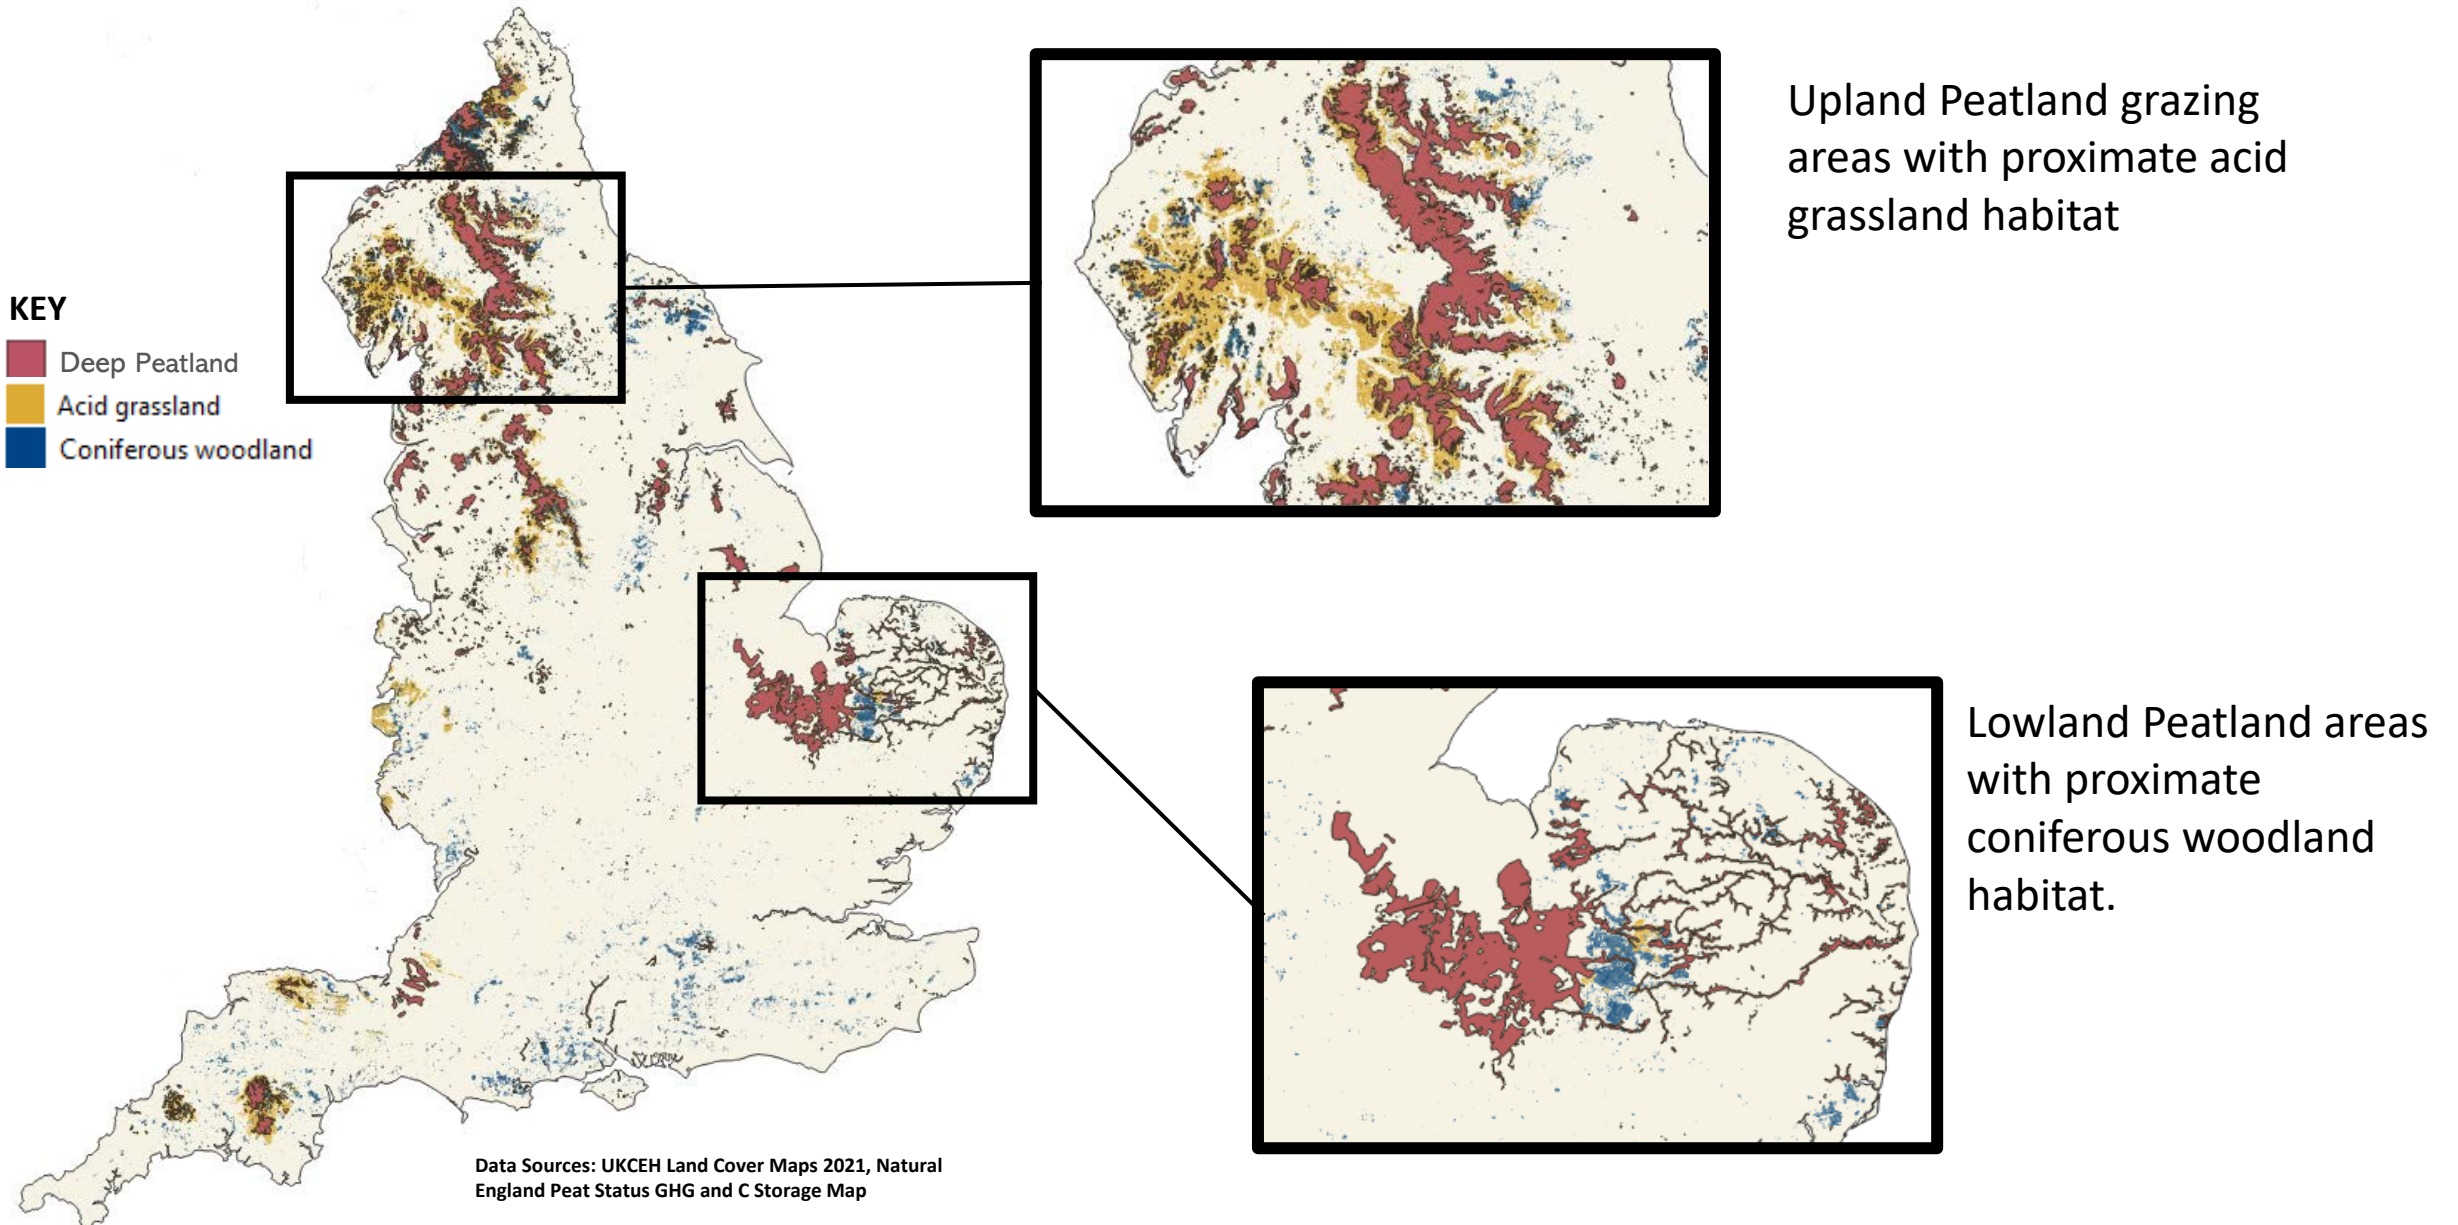 KEY
Deep Peatland
Acid grassland
Coniferous woodland
Upland Peatland grazing
areas with proximate acid
grassland habitat
Lowland Peatland areas
with proximate
coniferous woodland
habitat.
Data Sources: UKCEH Land Cover Maps 2021, Natural
England Peat Status GHG and C Storage Map